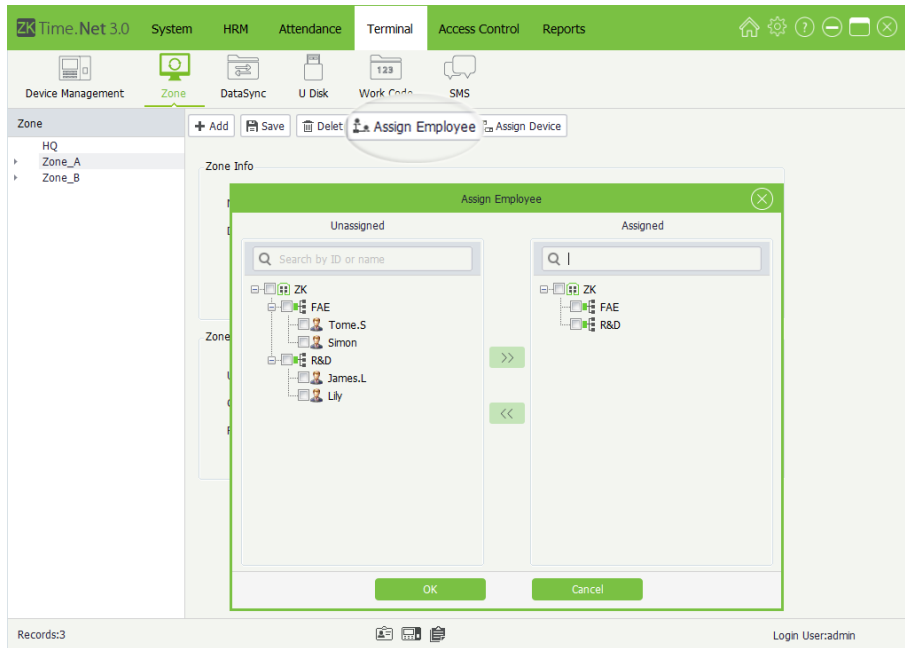 ZK Time.Net 3.0 System HRM Attendance Terminal Access Control Reports
123
Device Management Zone DataSync U Disk Work Code SMS
Zone
Add Save Delet Assign Employee Assign Device
HQ
Zone_A
Zone_B
Zone Info
Assign Employee
Unassigned Assigned
Search by ID or name
ZK ZK
FAE FAE
Tome.S R&D
Simon
Zone
R&D
James.L
Lily
>>
<<
OK Cancel
Records:3 Login User:admin